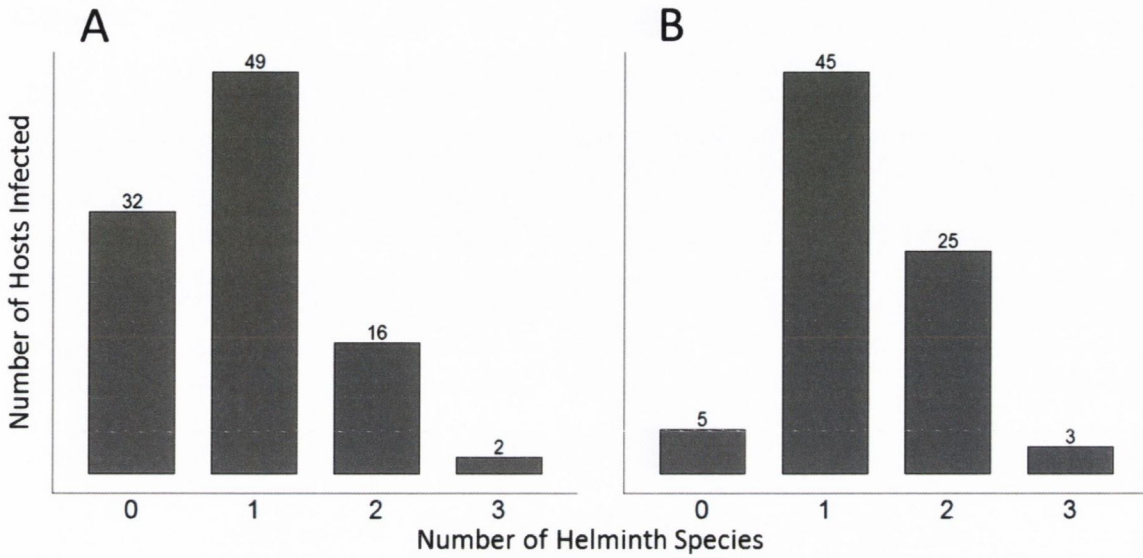 A
B
Number of Hosts Infected
32
49
16
2
5
45
25
3
0 1 2 3
0 1 2 3
Number of Helminth Species